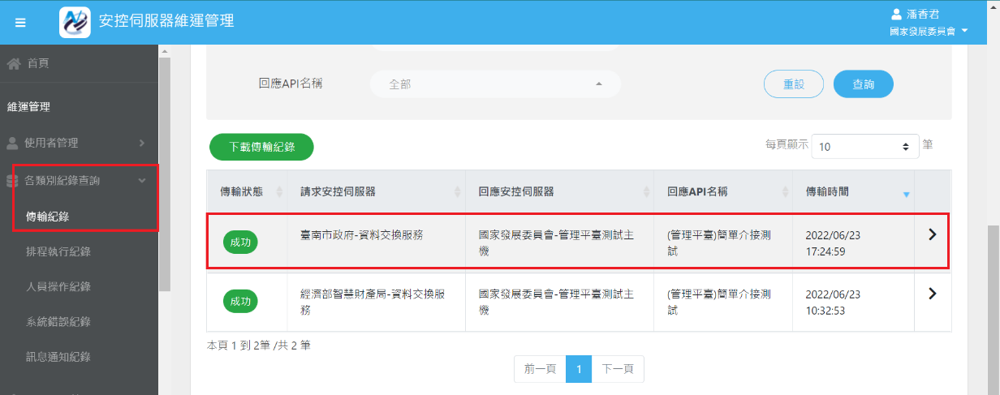 安控伺服器維運管理
潘香君
國家發展委員會
首頁
維運管理
使用者管理
各類別紀錄查詢
傳輸紀錄
排程執行紀錄
人員操作紀錄
系統錯誤紀錄
訊息通知紀錄
回應API名稱
全部
重設
查詢
下載傳輸紀錄
每頁顯示 10 筆
傳輸狀態 請求安控伺服器 回應安控伺服器 回應API名稱 傳輸時間
成功 臺南市政府-資料交換服務 國家發展委員會-管理平臺測試主 (管理平臺)簡單介接測 2022/06/23
機 試 17:24:59
成功 經濟部智慧財產局-資料交換服 國家發展委員會-管理平臺測試主 (管理平臺)簡單介接測 2022/06/23
務 機 試 10:32:53
本頁 1 到 2筆 /共 2 筆
前一頁 1 下一頁